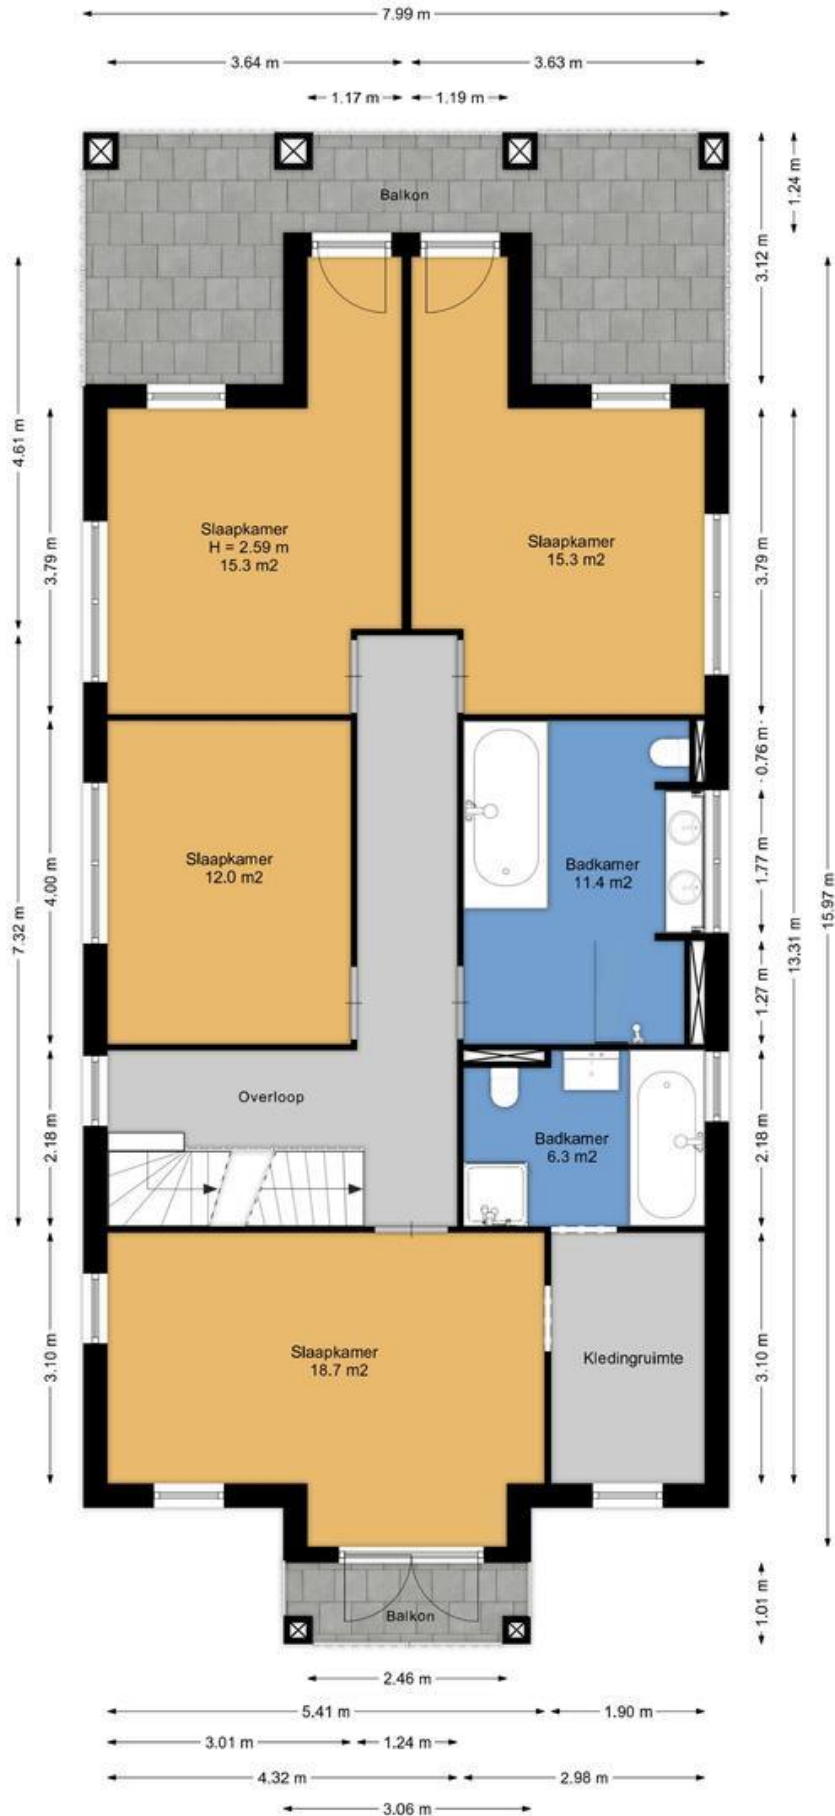 7.99 m
3.64 m
3.63 m
1.17 m
1.19 m
Balkon
1.24 m
3.12 m
4.61 m
3.79 m
Slaapkamer
H = 2.59 m
15.3 m2
Slaapkamer
15.3 m2
3.79 m
0.76 m
4.00 m
7.32 m
Slaapkamer
12.0 m2
Badkamer
11.4 m2
1.77 m
13.31 m
15.97 m
1.27 m
Overloop
2.18 m
Badkamer
6.3 m2
2.18 m
3.10 m
Slaapkamer
18.7 m2
Kledingruimte
3.10 m
Balkon
1.01 m
2.46 m
5.41 m
1.90 m
3.01 m
1.24 m
4.32 m
2.98 m
3.06 m